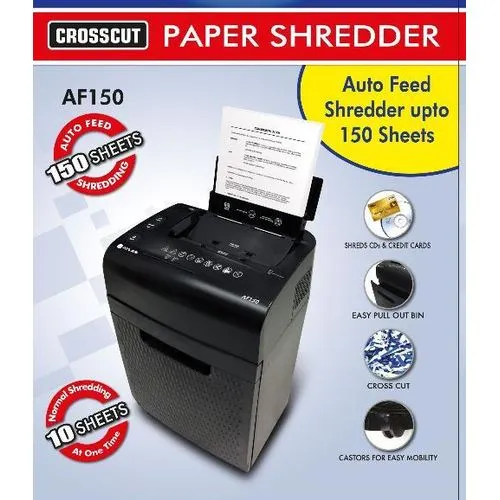 CROSSCUT PAPER SHREDDER
AF150
AUTO FEED
150 SHEETS
SHREDDING
Auto Feed
Shredder upto
150 Sheets
SHREDS CDs & CREDIT CARDS
EASY PULL OUT BIN
CROSS CUT
CASTORS FOR EASY MOBILITY
AF150
Normal Shredding
10 SHEETS
At One Time